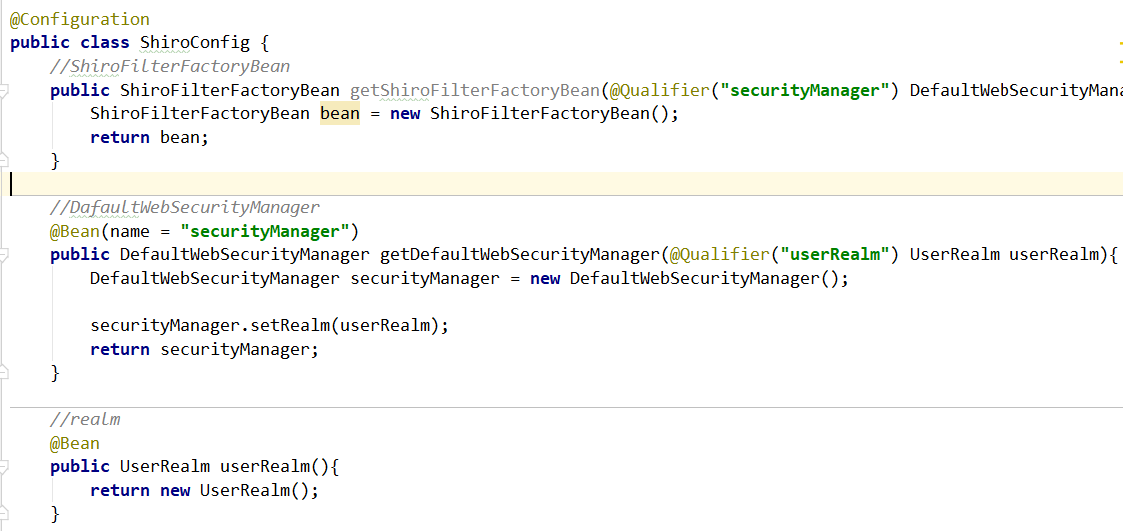 @Configuration
public class ShiroConfig {
    //ShiroFilterFactoryBean
    public ShiroFilterFactoryBean getShiroFilterFactoryBean(@Qualifier("securityManager") DefaultWebSecurityMana
        ShiroFilterFactoryBean bean = new ShiroFilterFactoryBean();
        return bean;
    }
    //DafaultWebSecurityManager
    @Bean(name = "securityManager")
    public DefaultWebSecurityManager getDefaultWebSecurityManager(@Qualifier("userRealm") UserRealm userRealm){
        DefaultWebSecurityManager securityManager = new DefaultWebSecurityManager();
        securityManager.setRealm(userRealm);
        return securityManager;
    }
    //realm
    @Bean
    public UserRealm userRealm(){
        return new UserRealm();
    }